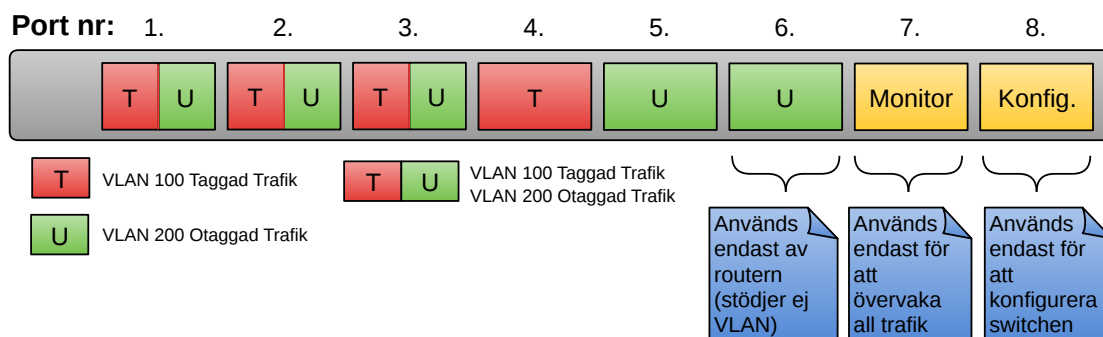 Port nr: 1. 2. 3. 4. 5. 6. 7. 8.
T U T U T U T U U Monitor Konfig.
T VLAN 100 Taggad Trafik
T U VLAN 100 Taggad Trafik
VLAN 200 Otaggad Trafik
U VLAN 200 Otaggad Trafik
Används
endast av
routern
(stödjer ej
VLAN)
Används
endast för
att
övervaka
all trafik
Används
endast för
att
konfigurera
switchen